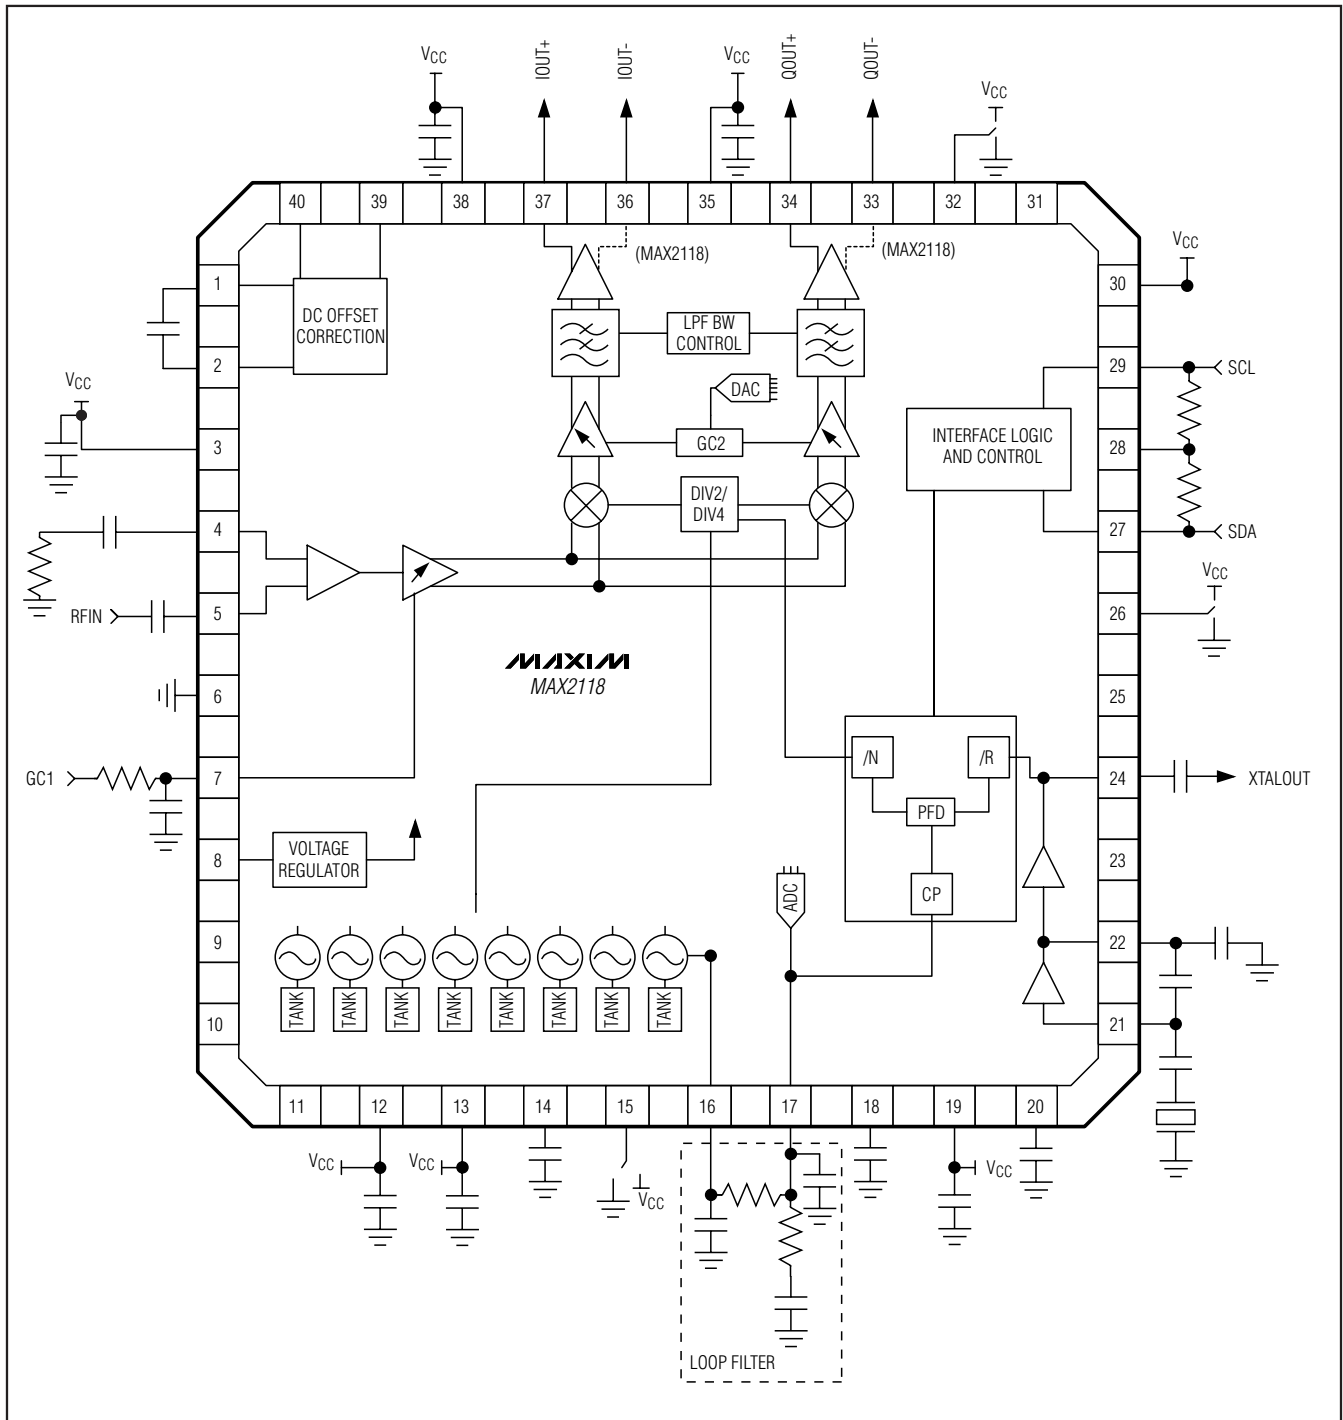 VCC
IOUT+
IOUT-
VCC
QOUT+
QOUT-
VCC
40
39
38
37
36
35
34
33
32
31
(MAX2118)
(MAX2118)
1
DC OFFSET
CORRECTION
LPF BW
CONTROL
30
VCC
2
29
SCL
VCC
DAC
3
GC2
INTERFACE LOGIC
AND CONTROL
28
4
DIV2/
DIV4
27
SDA
RFIN
5
26
VCC
MAXIM
MAX2118
6
25
GC1
7
/N
/R
24
XTALOUT
PFD
8
VOLTAGE
REGULATOR
23
ADC
CP
9
22
TANK
TANK
TANK
TANK
TANK
TANK
TANK
TANK
10
21
11
12
13
14
15
16
17
18
19
20
VCC
VCC
VCC
VCC
LOOP FILTER